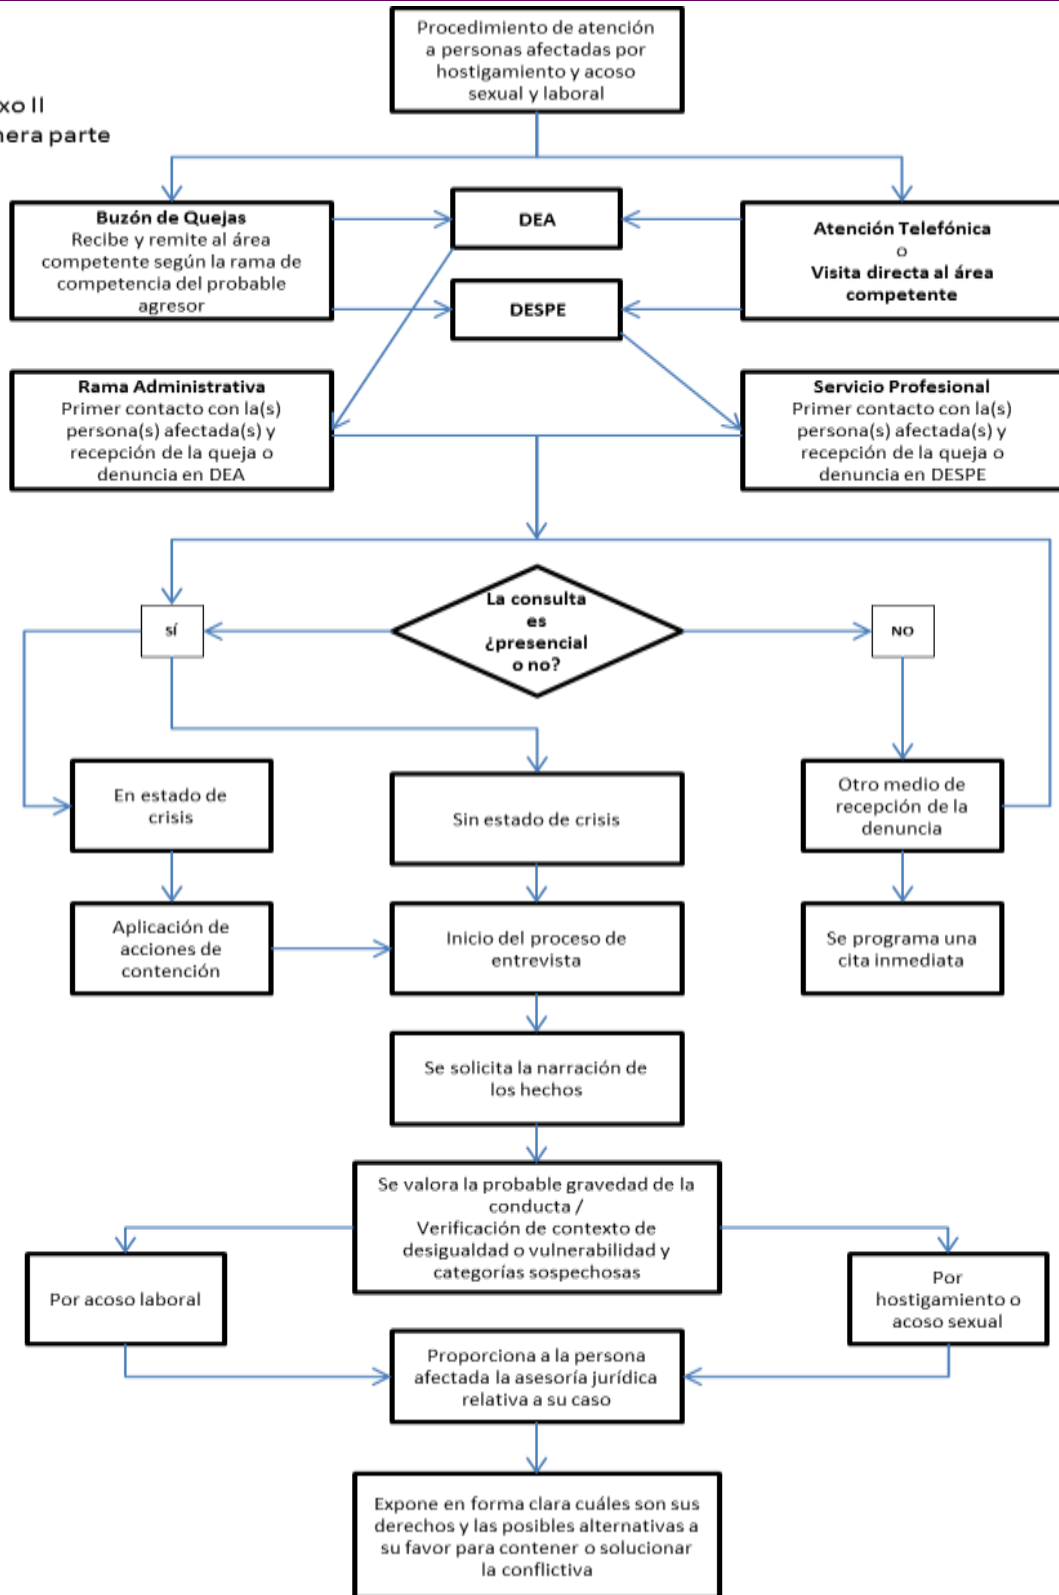 Procedimiento de atención
a personas afectadas por
hostigamiento y acoso
sexual y laboral
xo II
nera parte
Buzón de Quejas
Recibe y remite al área
competente según la rama de
competencia del probable
agresor
DEA
DESPE
Atención Telefónica
o
Visita directa al área
competente
Rama Administrativa
Primer contacto con la(s)
persona(s) afectada(s) y
recepción de la queja o
denuncia en DEA
Servicio Profesional
Primer contacto con la(s)
persona(s) afectada(s) y
recepción de la queja o
denuncia en DESPE
La consulta
es
¿presencial
o no?
SÍ
NO
En estado de
crisis
Sin estado de crisis
Otro medio de
recepción de la
denuncia
Aplicación de
acciones de
contención
Inicio del proceso de
entrevista
Se programa una
cita inmediata
Se solicita la narración de
los hechos
Se valora la probable gravedad de la
conducta /
Verificación de contexto de
desigualdad o vulnerabilidad y
categorías sospechosas
Por acoso laboral
Por
hostigamiento o
acoso sexual
Proporciona a la persona
afectada la asesoría jurídica
relativa a su caso
Expone en forma clara cuáles son sus
derechos y las posibles alternativas a
su favor para contener o solucionar
la conflictiva